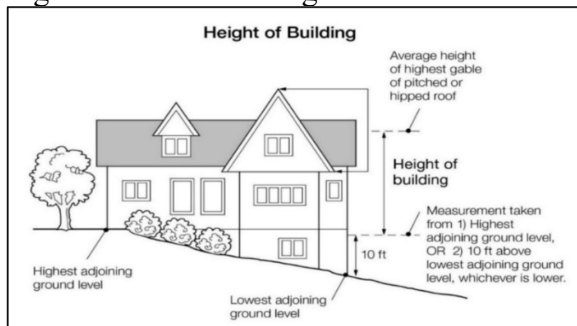 Height of Building
Average height
of highest gable
of pitched or
hipped roof
Height of
building
Measurement taken
from 1) Highest
adjoining ground level,
OR 2) 10 ft above
lowest adjoining ground
level, whichever is lower.
10 ft
Highest adjoining
ground level
Lowest adjoining
ground level